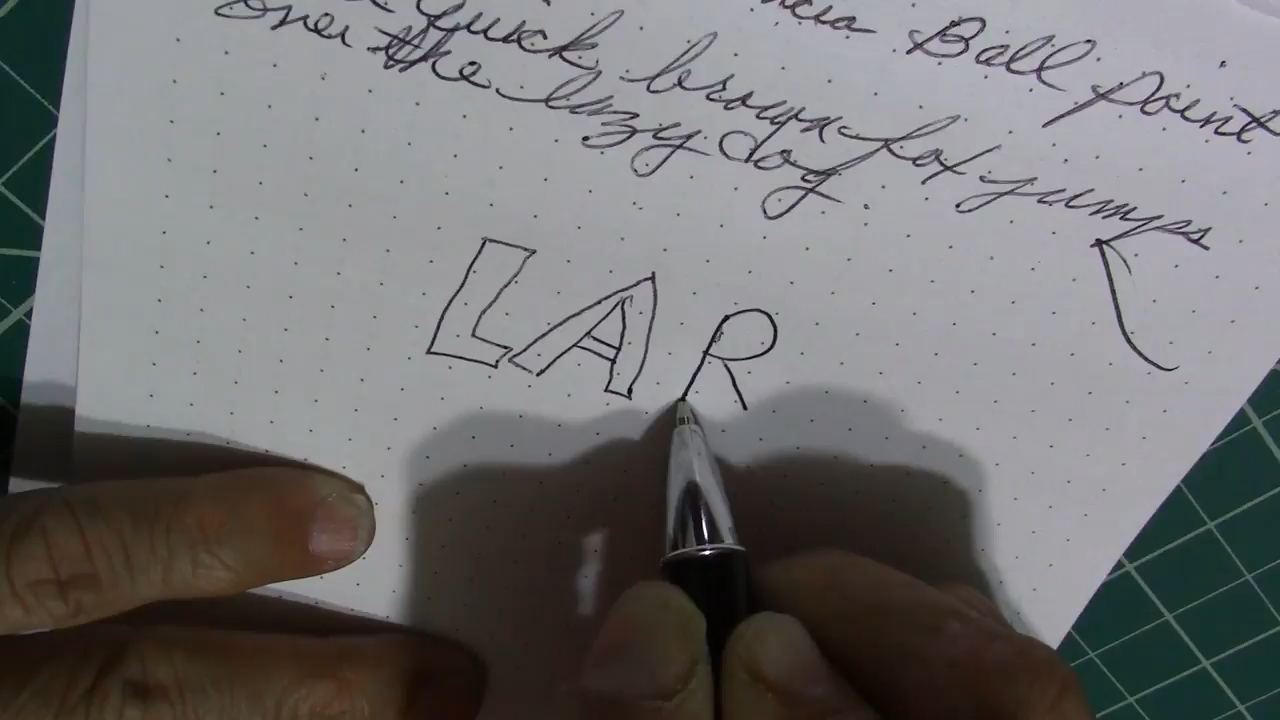 Ball Point
quick brown fox jumps
over the lazy dog.
LAR